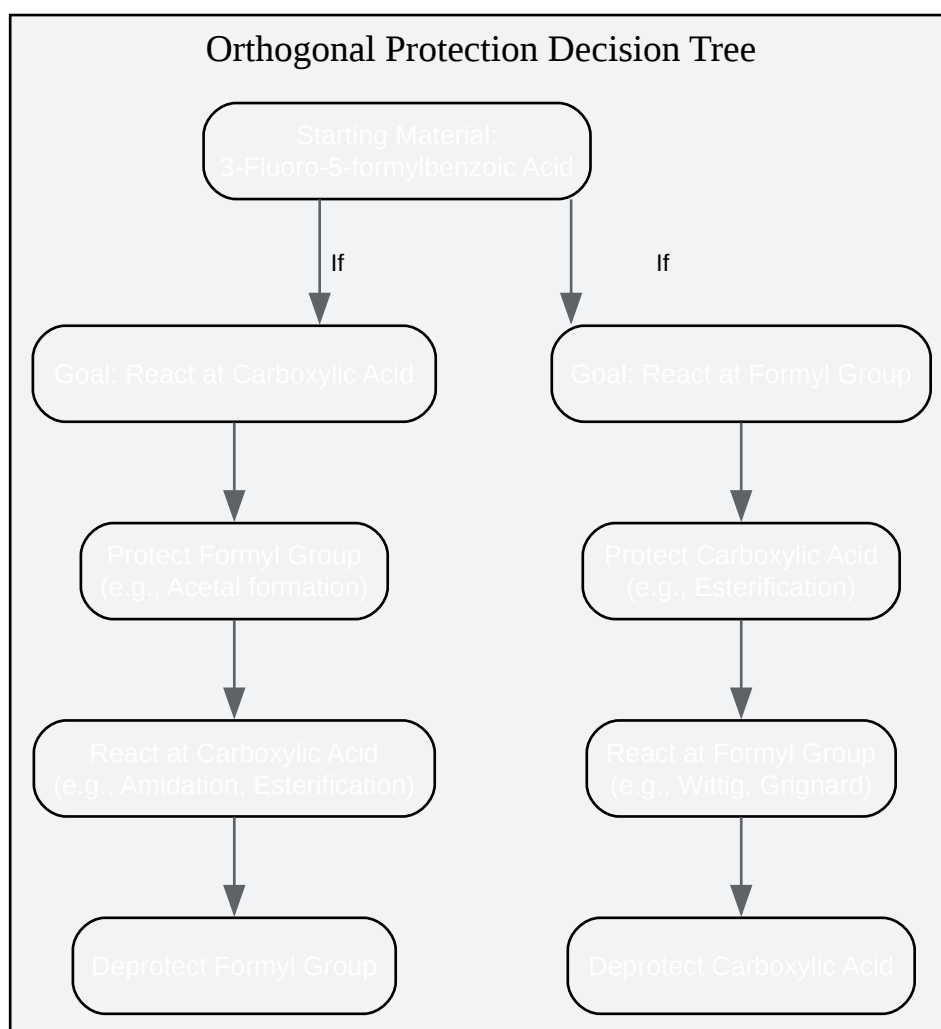 Orthogonal Protection Decision Tree
Starting Material:
3-Fluoro-5-formylbenzoic Acid
If
If
Goal: React at Carboxylic Acid
Goal: React at Formyl Group
Protect Formyl Group
(e.g., Acetal formation)
Protect Carboxylic Acid
(e.g., Esterification)
React at Carboxylic Acid
(e.g., Amidation, Esterification)
React at Formyl Group
(e.g., Wittig, Grignard)
Deprotect Formyl Group
Deprotect Carboxylic Acid